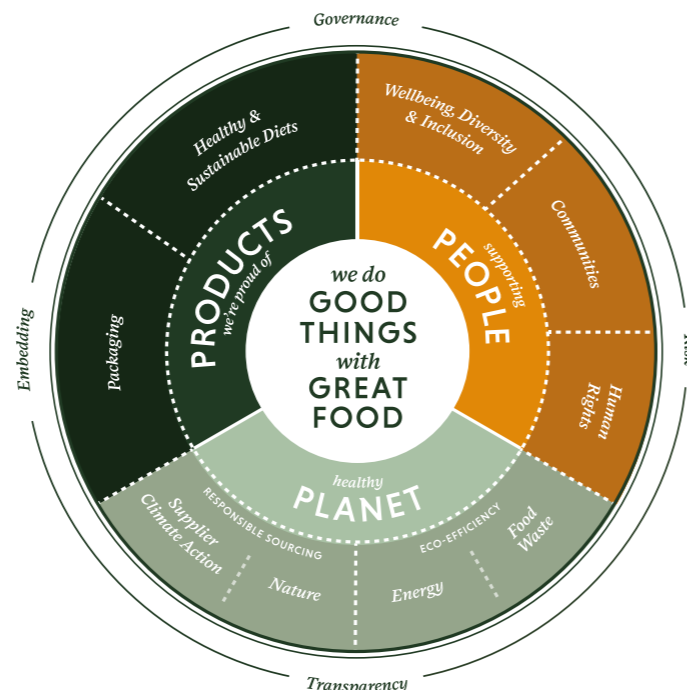 Governance
Healthy &
Sustainable Diets
Wellbeing, Diversity
& Inclusion
Communities
Human
Rights
PRODUCTS
we're proud of
supporting
PEOPLE
we do
GOOD
THINGS
with
GREAT
FOOD
Packaging
Embedding
healthy
PLANET
RESPONSIBLE SOURCING
Supplier
Climate Action
Nature
ECO-EFFICIENCY
Energy
Food
Waste
Transparency